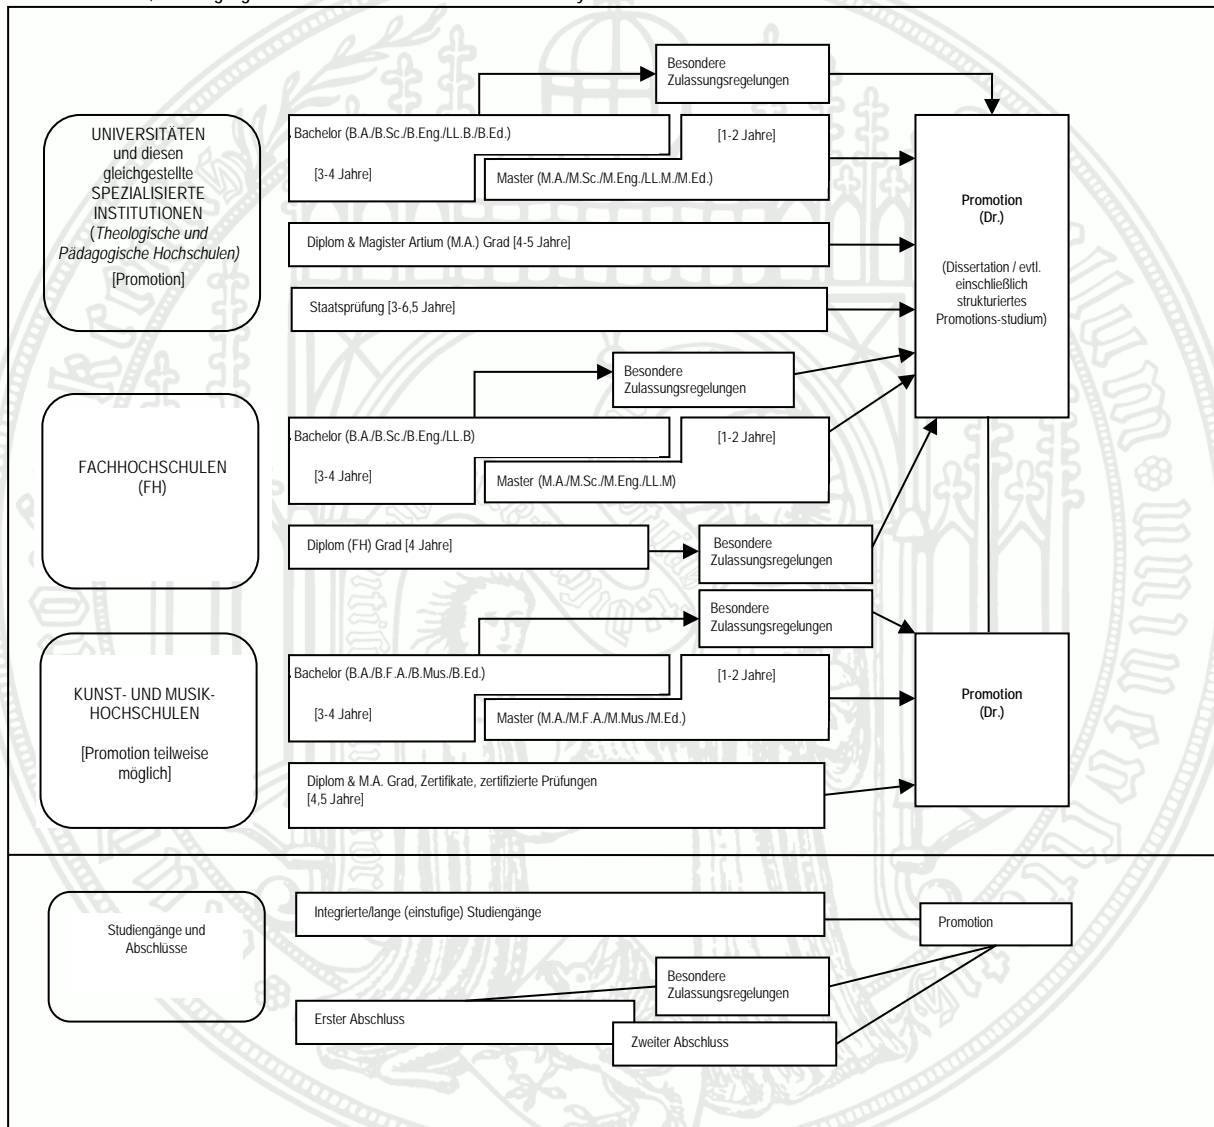 Besondere
Zulassungsregelungen
UNIVERSITÄTEN
und diesen
gleichgestellte
SPEZIALISIERTE
INSTITUTIONEN
(Theologische und
Pädagogische Hochschulen)
[Promotion]
Bachelor (B.A./B.Sc./B.Eng./LL.B./B.Ed.)
[1-2 Jahre]
[3-4 Jahre]
Master (M.A./M.Sc./M.Eng./LL.M./M.Ed.)
Diplom & Magister Artium (M.A.) Grad [4-5 Jahre]
Staatsprüfung [3-6,5 Jahre]
Promotion
(Dr.)
(Dissertation / evtl.
einschließlich
strukturiertes
Promotions-studium)
FACHHOCHSCHULEN
(FH)
Besondere
Zulassungsregelungen
Bachelor (B.A./B.Sc./B.Eng./LL.B)
[1-2 Jahre]
[3-4 Jahre]
Master (M.A./M.Sc./M.Eng./LL.M)
Diplom (FH) Grad [4 Jahre]
Besondere
Zulassungsregelungen
Besondere
Zulassungsregelungen
KUNST- UND MUSIK-
HOCHSCHULEN
[Promotion teilweise
möglich]
Bachelor (B.A./B.F.A./B.Mus./B.Ed.)
[1-2 Jahre]
[3-4 Jahre]
Master (M.A./M.F.A./M.Mus./M.Ed.)
Diplom & M.A. Grad, Zertifikate, zertifizierte Prüfungen
[4,5 Jahre]
Promotion
(Dr.)
Studiengänge und
Abschlüsse
Integrierte/lange (einstufige) Studiengänge
Promotion
Besondere
Zulassungsregelungen
Erster Abschluss
Zweiter Abschluss